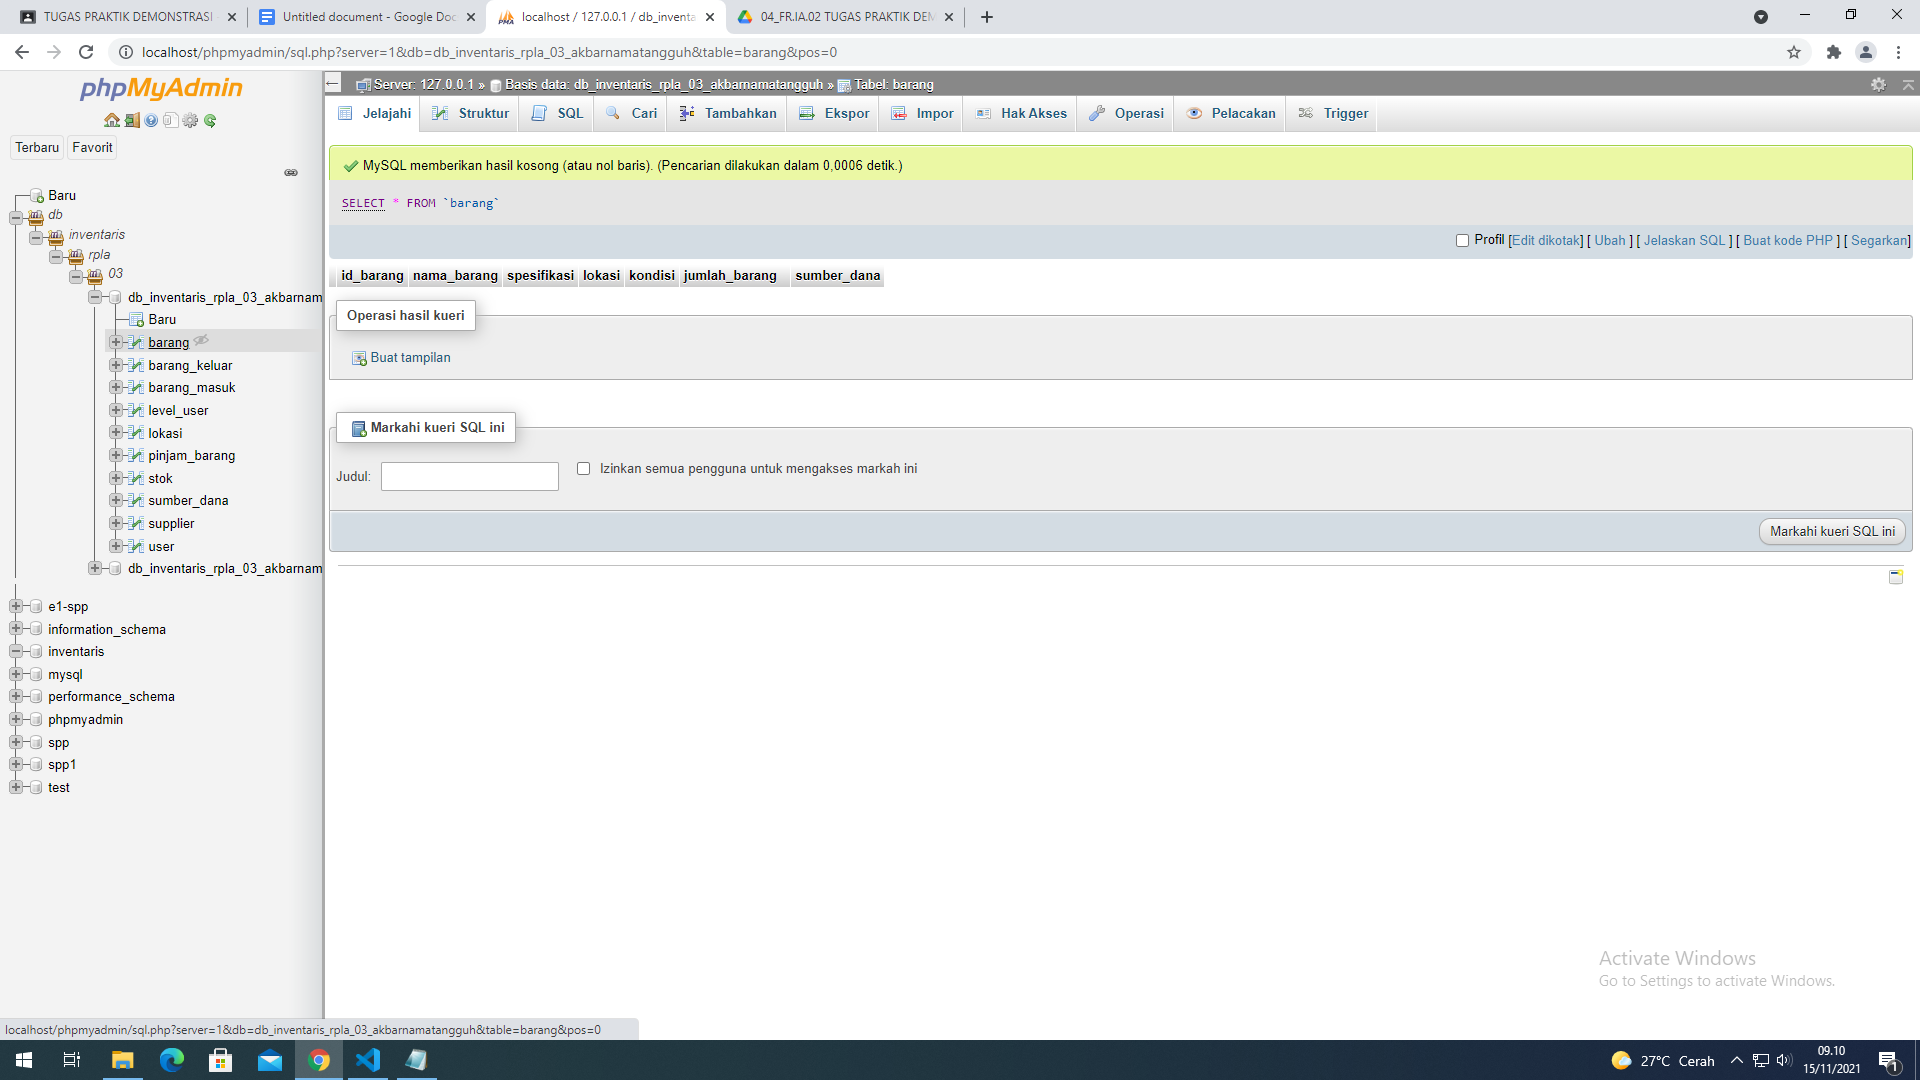 TUGAS PRAKTIK DEMONSTRASI
Untitled document - Google Doc
localhost / 127.0.0.1 / db_inventa
04_FR.IA.02 TUGAS PRAKTIK DEM
localhost/phpmyadmin/sql.php?server=1&db=db_inventaris_rpla_03_akbarnamatangguh&table=barang&pos=0
phpMyAdmin
Terbaru Favorit
Baru
db
inventaris
rpla
03
db_inventaris_rpla_03_akbarnam
Baru
barang
barang_keluar
barang_masuk
level_user
lokasi
pinjam_barang
stok
sumber_dana
supplier
user
db_inventaris_rpla_03_akbarnam
e1-spp
information_schema
inventaris
mysql
performance_schema
phpmyadmin
spp
spp1
test
Server: 127.0.0.1 » Basis data: db_inventaris_rpla_03_akbarnamatangguh » Tabel: barang
Jelajahi Struktur SQL Cari Tambahkan Ekspor Impor Hak Akses Operasi Pelacakan Trigger
MySQL memberikan hasil kosong (atau nol baris). (Pencarian dilakukan dalam 0,0006 detik.)
SELECT * FROM `barang`
Profil [Edit dikotak] [ Ubah ] [ Jelaskan SQL ] [ Buat kode PHP ] [ Segarkan]
id_barang nama_barang spesifikasi lokasi kondisi jumlah_barang sumber_dana
Operasi hasil kueri
Buat tampilan
Markahi kueri SQL ini
Judul: Izinkan semua pengguna untuk mengakses markah ini
Markahi kueri SQL ini
Activate Windows
Go to Settings to activate Windows.
localhost/phpmyadmin/sql.php?server=1&db=db_inventaris_rpla_03_akbarnamatangguh&table=barang&pos=0
27°C Cerah
09.10
15/11/2021
1